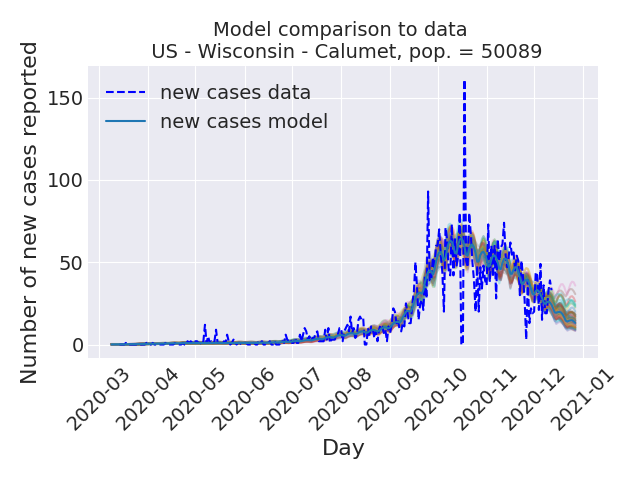 Model comparison to data
US - Wisconsin - Calumet, pop. = 50089
Number of new cases reported
150
100
50
0
new cases data
new cases model
2020-03
2020-04
2020-05
2020-06
2020-07
2020-08
2020-09
2020-10
2020-11
2020-12
2021-01
Day